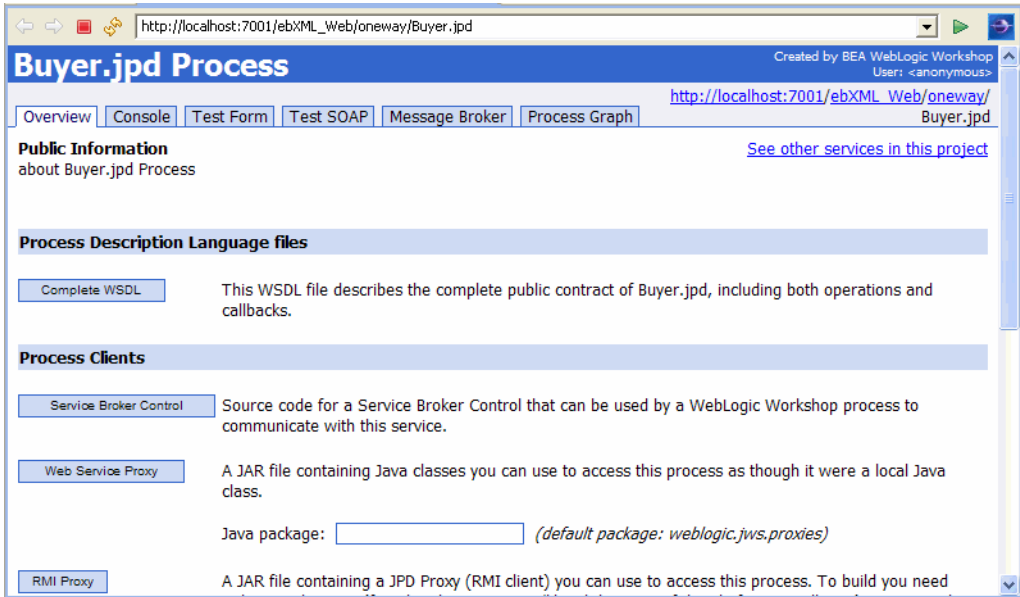 http://localhost:7001/ebXML_Web/oneway/Buyer.jpd
Buyer.jpd Process
Created by BEA WebLogic Workshop
User: <anonymous>
http://localhost:7001/ebXML_Web/oneway/
Buyer.jpd
Overview Console Test Form Test SOAP Message Broker Process Graph
Public Information
See other services in this project
about Buyer.jpd Process
Process Description Language files
Complete WSDL
This WSDL file describes the complete public contract of Buyer.jpd, including both operations and
callbacks.
Process Clients
Service Broker Control
Source code for a Service Broker Control that can be used by a WebLogic Workshop process to
communicate with this service.
Web Service Proxy
A JAR file containing Java classes you can use to access this process as though it were a local Java
class.
Java package:
(default package: weblogic.jws.proxies)
RMI Proxy
A JAR file containing a JPD Proxy (RMI client) you can use to access this process. To build you need